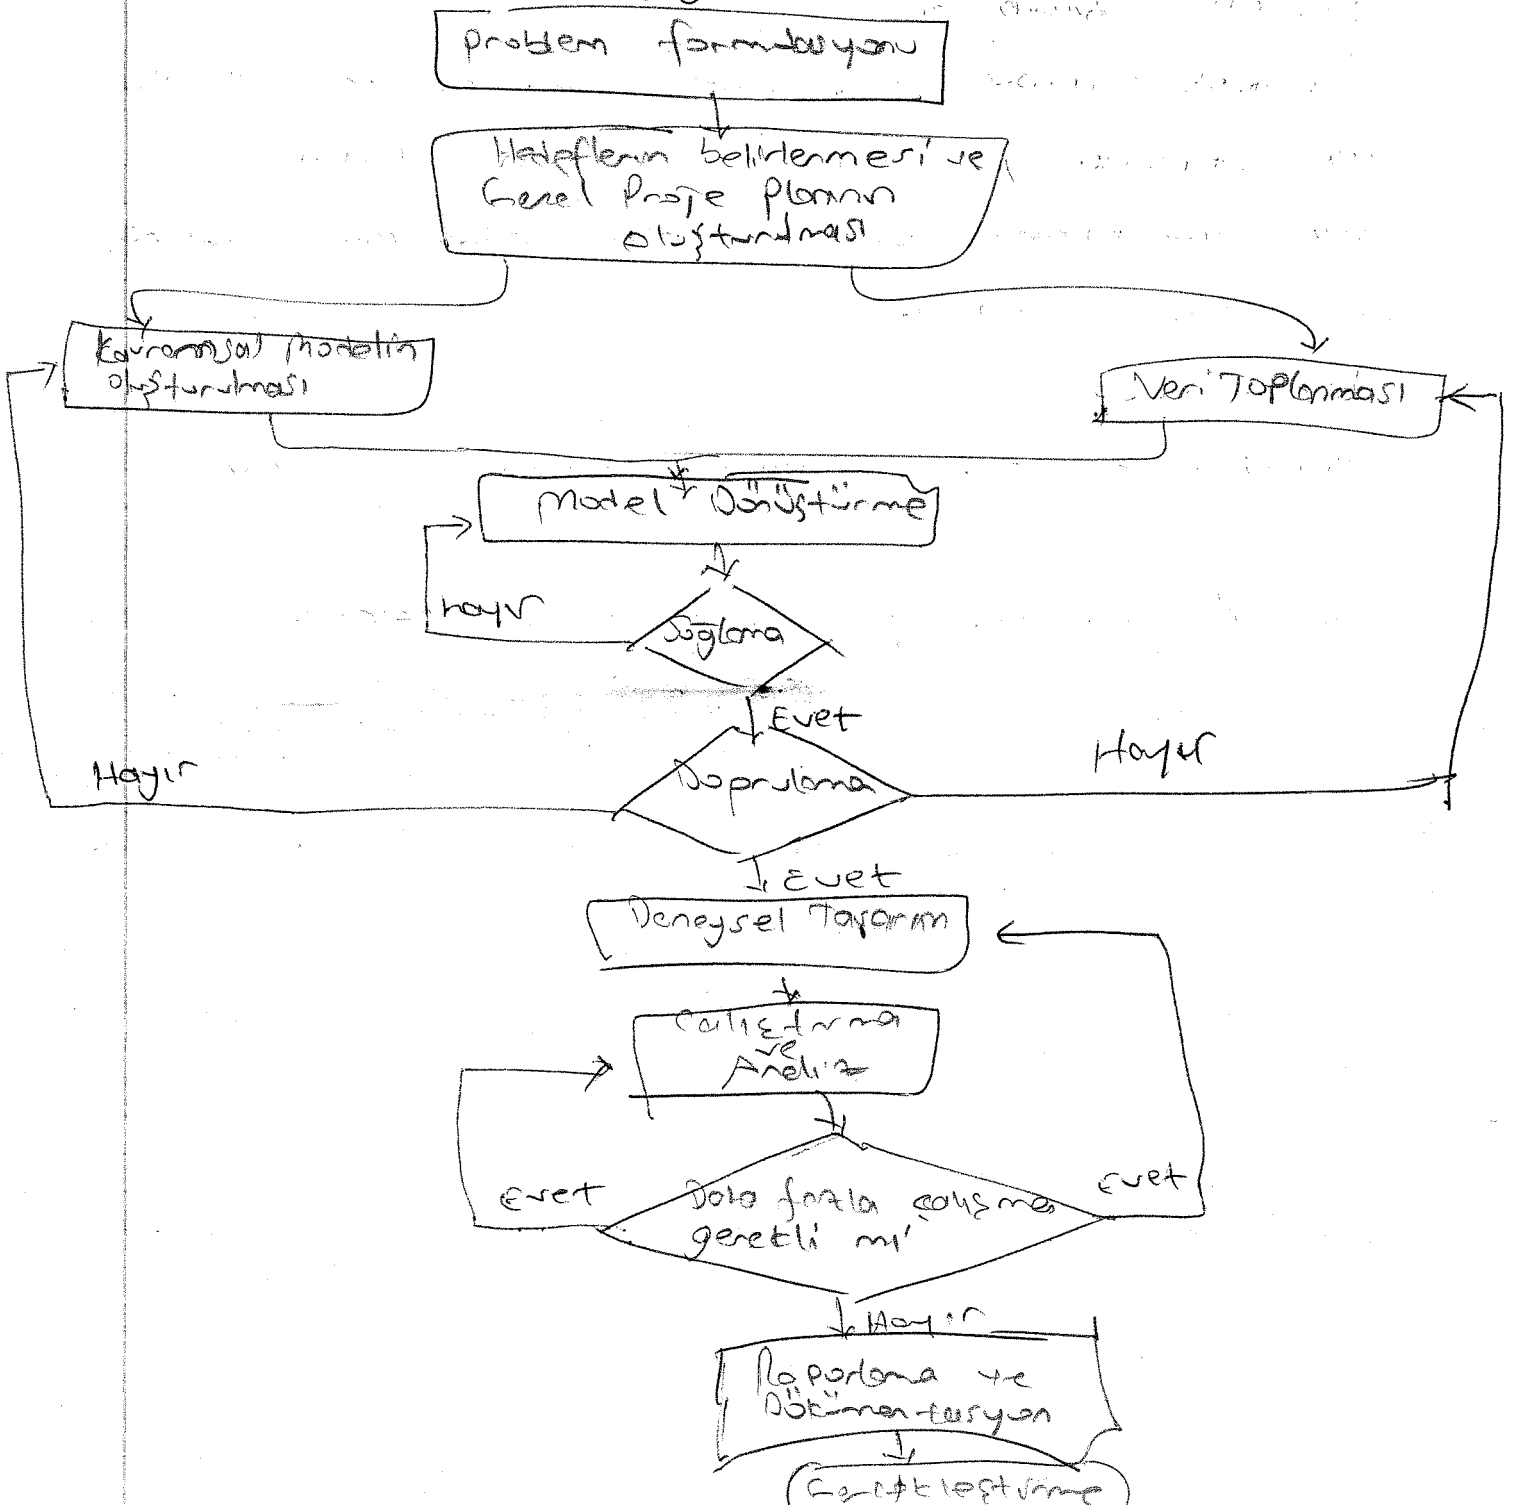 Problem formulasyonu
Hedeflerin belirlenmesi ve
Genel Proje Planının
oluşturulması
Kavramsal Modelin
oluşturulması
Veri Toplanması
Model Dönüştürme
Hayır
Sağlama
Evet
Hayır
Doğrulama
Hayır
Evet
Deneysel Tasarım
Çalıştırma
ve
Analiz
Evet
Daha fazla çalışma
gerekli mi
Evet
Hayır
Raporlama ve
Dökümantasyon
Gerçekleştirme